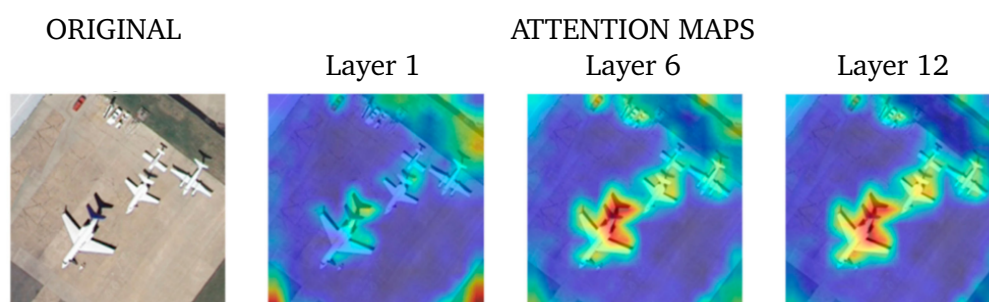 ORIGINAL
ATTENTION MAPS
Layer 1
Layer 6
Layer 12